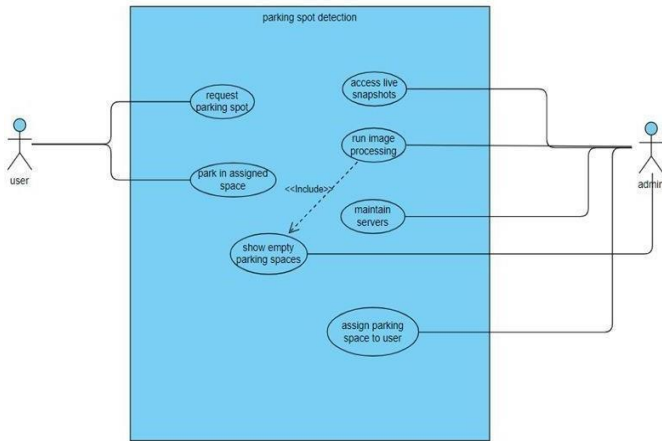 parking spot detection
access live
snapshots
request
parking spot
run image
processing
user
admin
park in assigned
space
<<Include>>
maintain
servers
show empty
parking spaces
assign parking
space to user